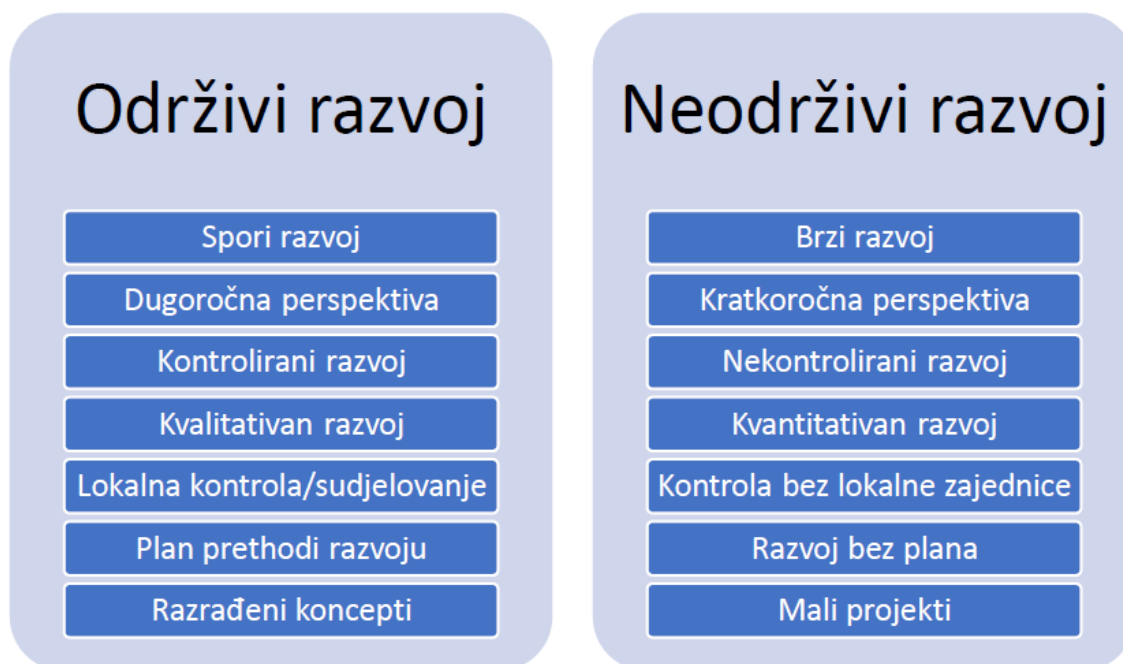 Održivi razvoj
Spori razvoj
Dugoročna perspektiva
Kontrolirani razvoj
Kvalitativan razvoj
Lokalna kontrola/sudjelovanje
Plan prethodi razvoju
Razrađeni koncepti
Neodrživi razvoj
Brzi razvoj
Kratkoročna perspektiva
Nekontrolirani razvoj
Kvantitativan razvoj
Kontrola bez lokalne zajednice
Razvoj bez plana
Mali projekti